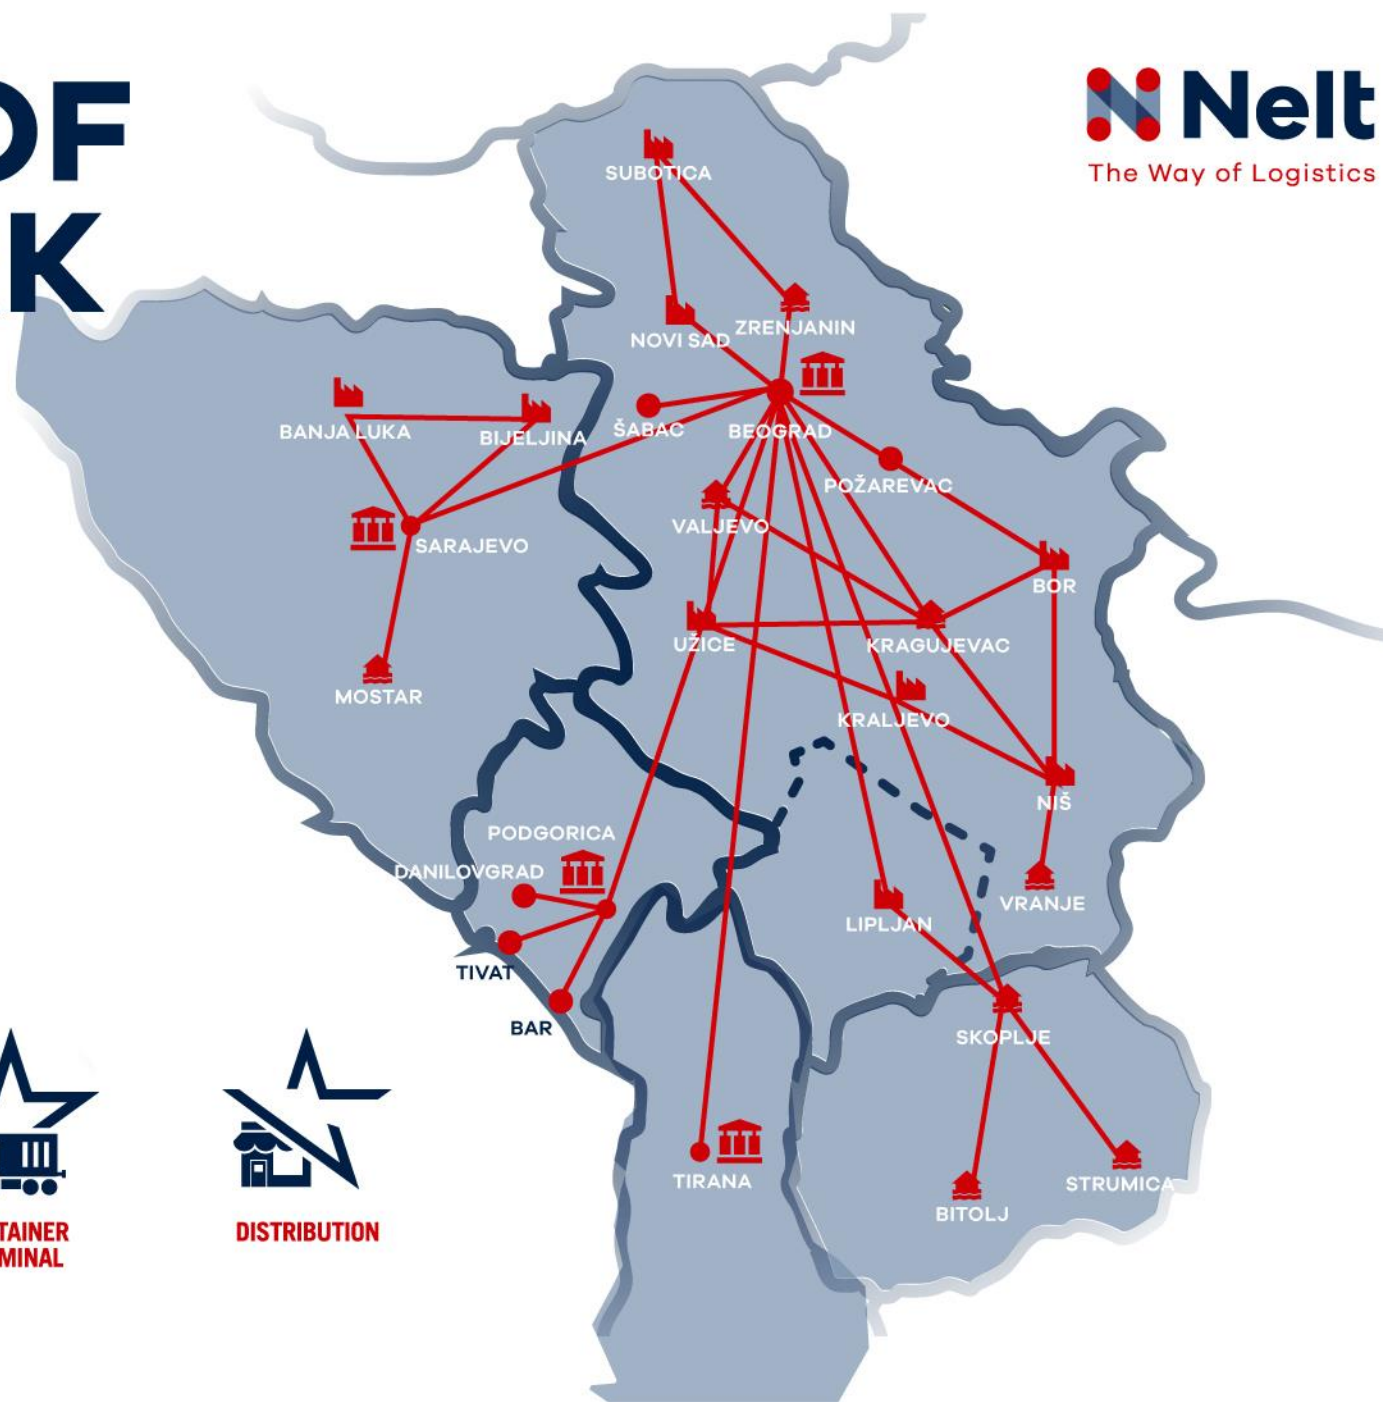 OF
K
Nelt
The Way of Logistics
SUBOTICA
NOVI SAD
ZRENJANIN
BANJA LUKA
BIJELJINA
ŠABAC
BEOGRAD
POŽAREVAC
VALJEVO
SARAJEVO
BOR
UŽICE
KRAGUJEVAC
MOSTAR
KRALJEVO
NIŠ
PODGORICA
DANILOVGRAD
VRANJE
LIPLJAN
TIVAT
BAR
SKOPLJE
TIRANA
STRUMICA
BITOLJ
TAINER
MINAL
DISTRIBUTION